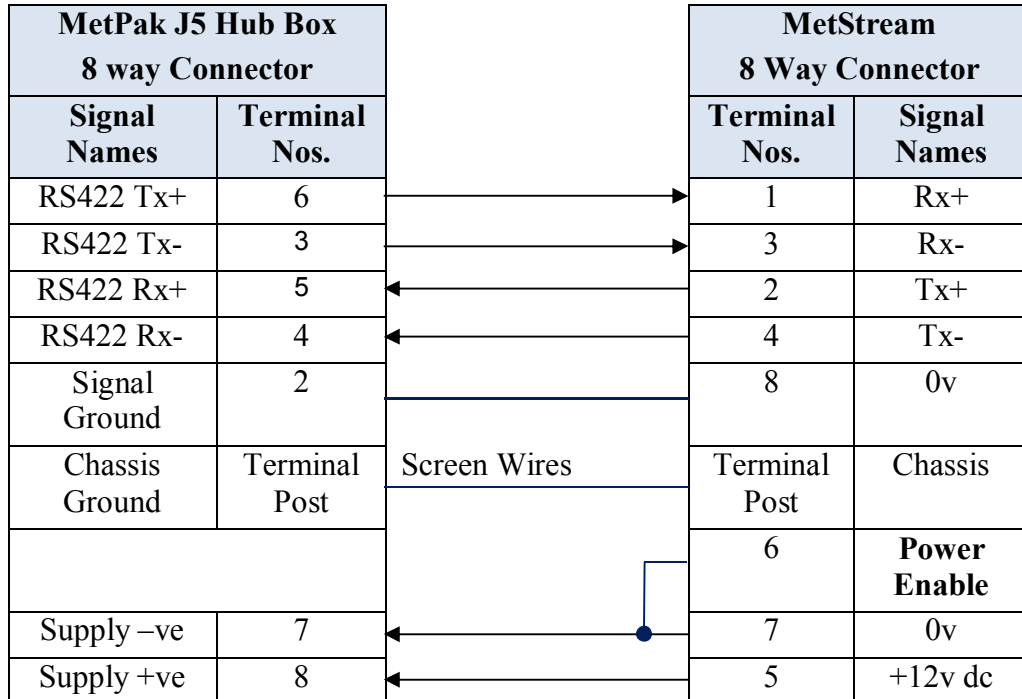 MetPak J5 Hub Box
8 way Connector
MetStream
8 Way Connector
Signal Names
Terminal Nos.
Terminal Nos.
Signal Names
RS422 Tx+ 6 1 Rx+
RS422 Tx- 3 3 Rx-
RS422 Rx+ 5 2 Tx+
RS422 Rx- 4 4 Tx-
Signal Ground 2 8 0v
Chassis Ground Terminal Post Screen Wires Terminal Post Chassis
6 Power Enable
Supply –ve 7 7 0v
Supply +ve 8 5 +12v dc